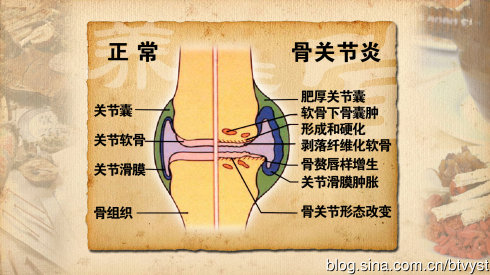 正常
骨关节炎
关节囊
关节软骨
关节滑膜
骨组织
肥厚关节囊
软骨下骨囊肿
形成和硬化
剥落纤维化软骨
骨赘唇样增生
关节滑膜肿胀
骨关节形态改变
blog.sina.com.cn/btvyst